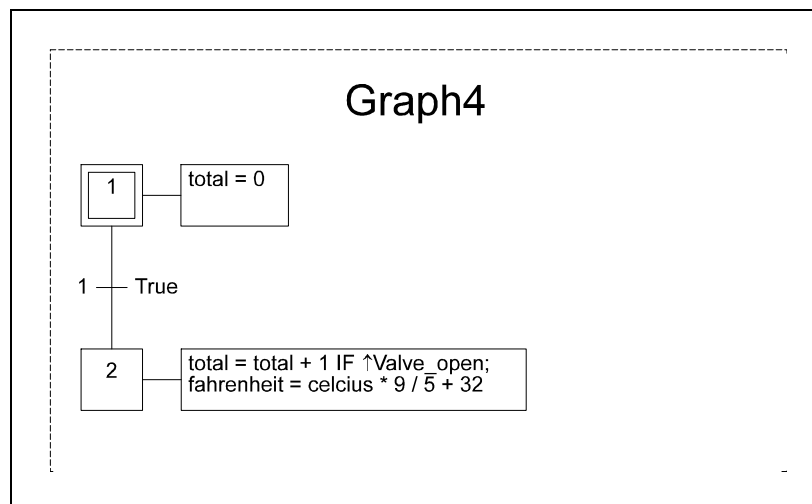 Graph4
1
total = 0
1 True
2
total = total + 1 IF ↑Valve_open;
fahrenheit = celcius * 9 / 5 + 32